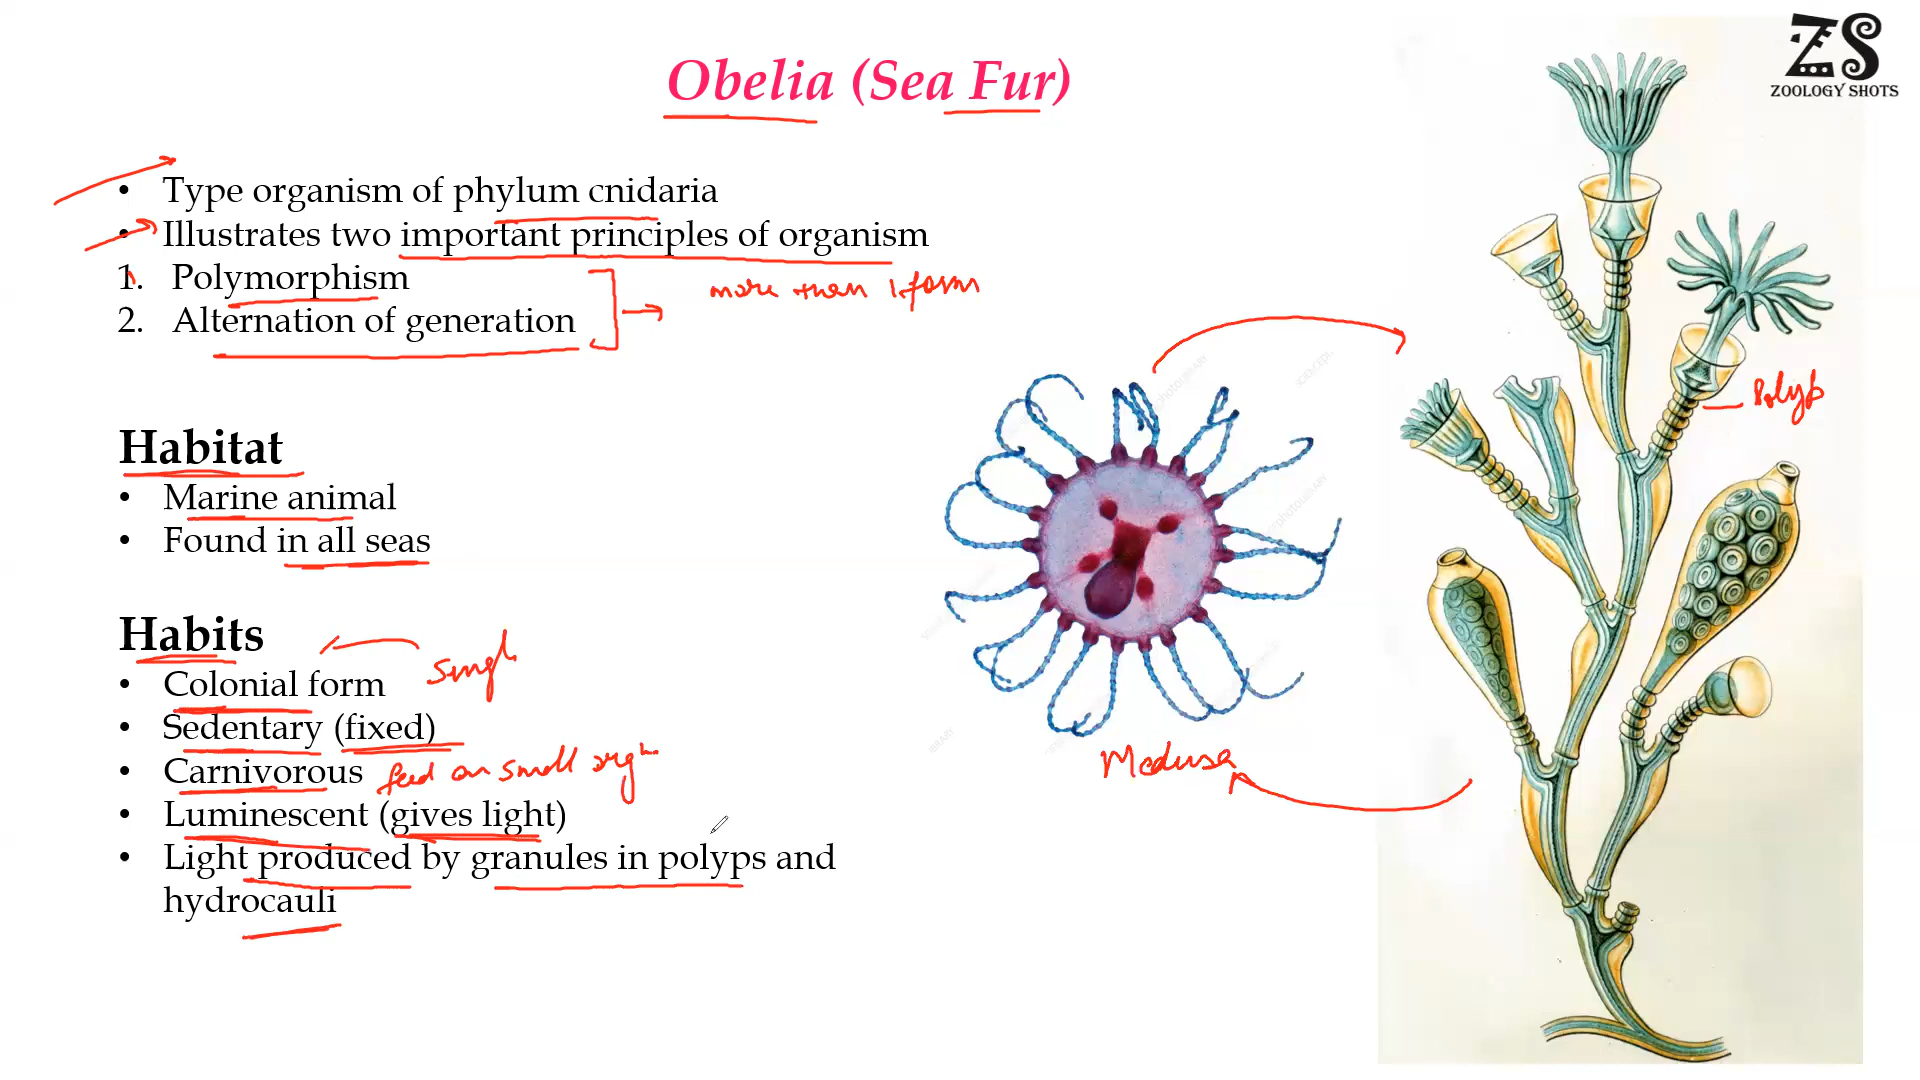 ZS
ZOOLOGY SHOTS
Obelia (Sea Fur)
• Type organism of phylum cnidaria
• Illustrates two important principles of organism
1. Polymorphism
2. Alternation of generation
more than 1 form
Polyp
Habitat
• Marine animal
• Found in all seas
Habits
• Colonial form
• Sedentary (fixed)
• Carnivorous feed on small
• Luminescent (gives light)
• Light produced by granules in polyps and
hydrocauli
Medusa